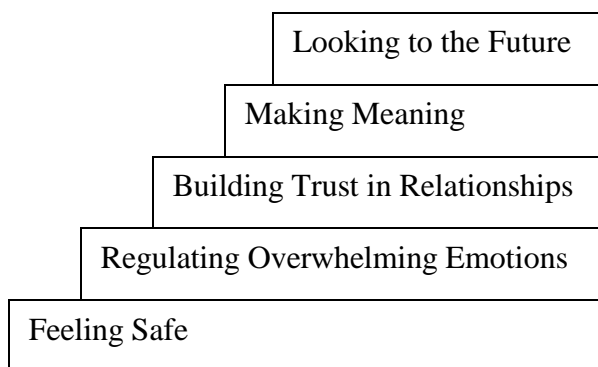 Looking to the Future
Making Meaning
Building Trust in Relationships
Regulating Overwhelming Emotions
Feeling Safe